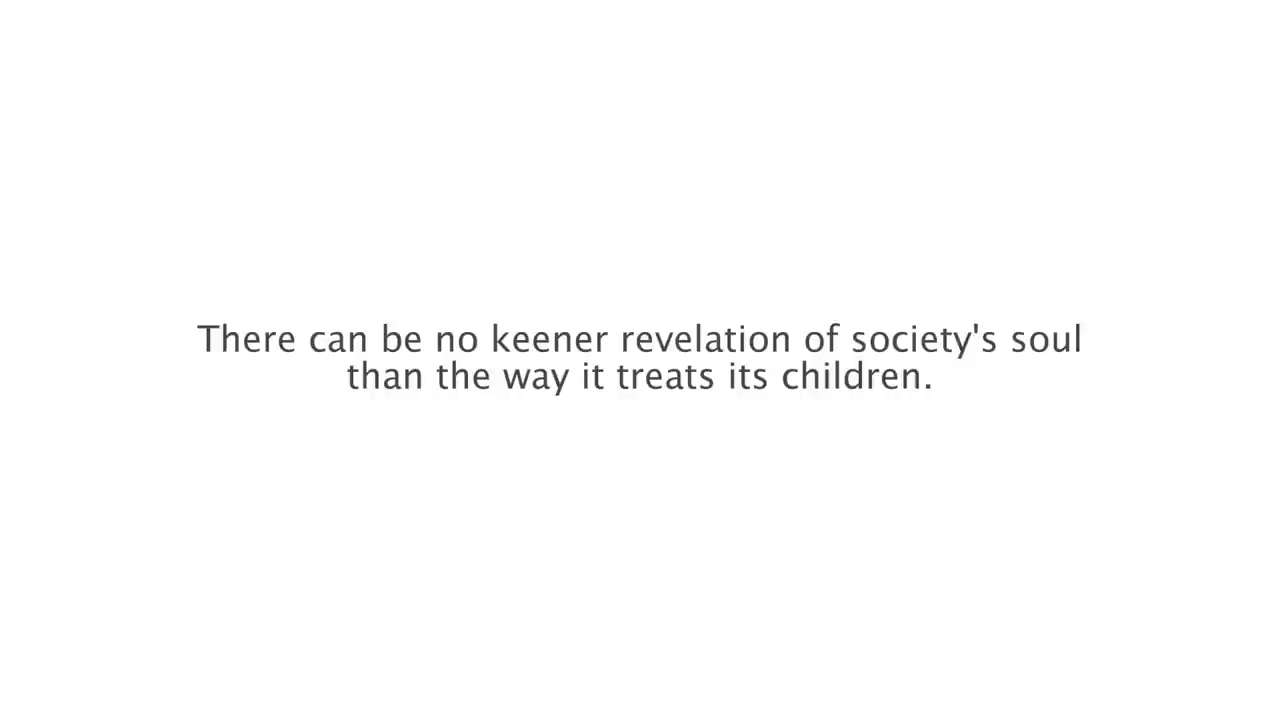 There can be no keener revelation of society's soul
than the way it treats its children.